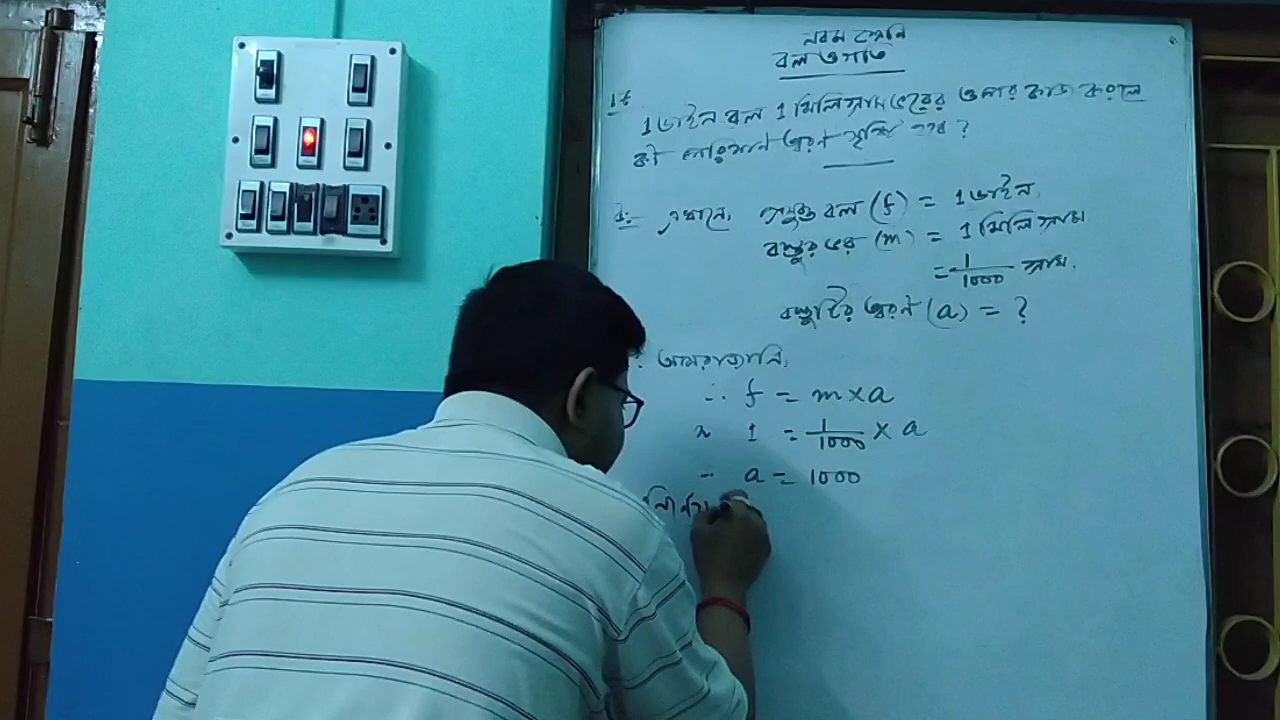 নবম শ্রেণি
বল ও গতি
1.
1 ডাইন বল 1 মিলিগ্রাম ভরের ওপর কাজ করলে
কী পরিমাণ ত্বরণ সৃষ্টি হবে?
উঃ- এখানে, প্রযুক্ত বল (f) = 1 ডাইন,
বস্তুর ভর (m) = 1 মিলিগ্রাম
= 1/1000 গ্রাম.
বস্তুটির ত্বরণ (a) = ?
আমরা জানি,
∴ f = m × a
1 = 1/1000 × a
∴ a = 1000
নির্ণেয়